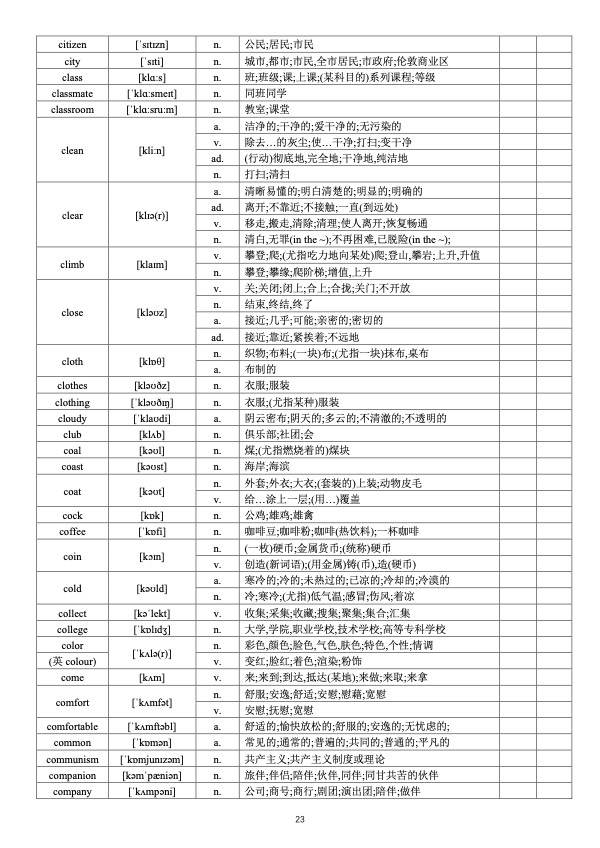 citizen [ˈsɪtɪzn] n. 公民;居民;市民
city [ˈsɪti] n. 城市,都市;市民,全市居民;市政府;伦敦商业区
class [klɑːs] n. 班;班级;课;上课;(某科目的)系列课程;等级
classmate [ˈklɑːsmeɪt] n. 同班同学
classroom [ˈklɑːsruːm] n. 教室;课堂
clean [kliːn] a. 洁净的;干净的;爱干净的;无污染的
v. 除去…的灰尘;使…干净;打扫;变干净
ad. (行动)彻底地,完全地;干净地,纯洁地
n. 打扫;清扫
clear [klɪə(r)] a. 清晰易懂的;明白清楚的;明显的;明确的
ad. 离开;不靠近;不接触;一直(到远处)
v. 移走,搬走,清除;清理;使人离开;恢复畅通
n. 清白,无罪(in the ~);不再困难,已脱险(in the ~);
climb [klaɪm] v. 攀登;爬;(尤指吃力地向某处)爬;登山,攀岩;上升,升值
n. 攀登;攀缘;爬阶梯;增值,上升
close [kləʊz] v. 关;关闭;闭上;合上;合拢;关门;不开放
n. 结束,终结,终了
a. 接近;几乎;可能;亲密的;密切的
ad. 接近;靠近;紧挨着;不远地
cloth [klɒθ] n. 织物;布料;(一块)布;(尤指一块)抹布,桌布
a. 布制的
clothes [kləʊðz] n. 衣服;服装
clothing [ˈkləʊðɪŋ] n. 衣服;(尤指某种)服装
cloudy [ˈklaʊdi] a. 阴云密布;阴天的;多云的;不清澈的;不透明的
club [klʌb] n. 俱乐部;社团;会
coal [kəʊl] n. 煤;(尤指燃烧着的)煤块
coast [kəʊst] n. 海岸;海滨
coat [kəʊt] n. 外套;外衣;大衣;(套装的)上装;动物皮毛
v. 给…涂上一层;(用…)覆盖
cock [kɒk] n. 公鸡;雄鸡;雄禽
coffee [ˈkɒfi] n. 咖啡豆;咖啡粉;咖啡(热饮料);一杯咖啡
coin [kɔɪn] n. (一枚)硬币;金属货币;(统称)硬币
v. 创造(新词语);(用金属)铸(币),造(硬币)
cold [kəʊld] a. 寒冷的;冷的;未热过的;已凉的;冷却的;冷漠的
n. 冷;寒冷;(尤指)低气温;感冒;伤风;着凉
collect [kəˈlekt] v. 收集;采集;收藏;搜集;聚集;集合;汇集
college [ˈkɒlɪdʒ] n. 大学,学院,职业学校,技术学校;高等专科学校
color [ˈkʌlə(r)] n. 彩色,颜色;脸色,气色,肤色;特色,个性;情调
(英 colour) v. 变红;脸红;着色;渲染;粉饰
come [kʌm] v. 来;来到;到达,抵达(某地);来做;来取;来拿
comfort [ˈkʌmfət] n. 舒服;安逸;舒适;安慰;慰藉;宽慰
v. 安慰;抚慰;宽慰
comfortable [ˈkʌmftəbl] a. 舒适的;愉快放松的;舒服的;安逸的;无忧虑的;
common [ˈkɒmən] a. 常见的;通常的;普遍的;共同的;普通的;平凡的
communism [ˈkɒmjunɪzəm] n. 共产主义;共产主义制度或理论
companion [kəmˈpæniən] n. 旅伴;伴侣;陪伴;伙伴,同伴;同甘共苦的伙伴
company [ˈkʌmpəni] n. 公司;商号;商行;剧团;演出团;陪伴;做伴
23